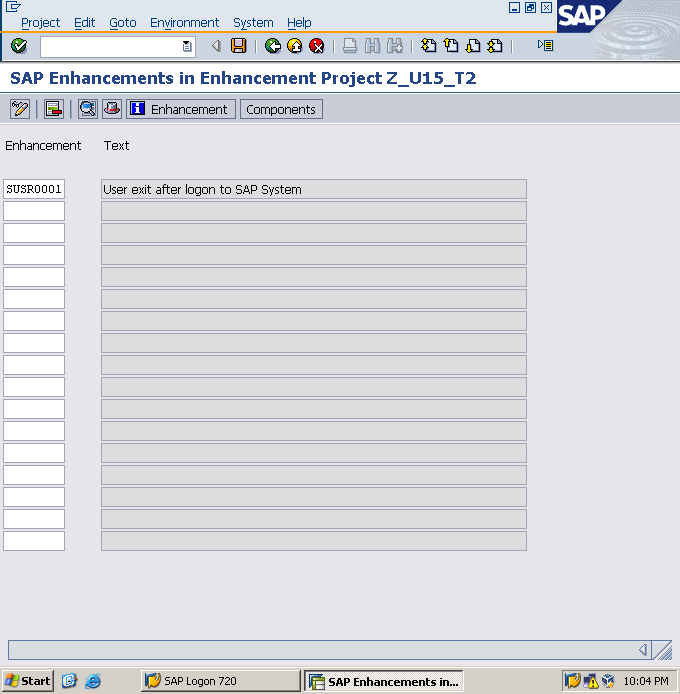 Project Edit Goto Environment System Help
SAP
SAP Enhancements in Enhancement Project Z_U15_T2
Enhancement Components
Enhancement Text
SUSR0001 User exit after logon to SAP System
Start SAP Logon 720 SAP Enhancements in... 10:04 PM